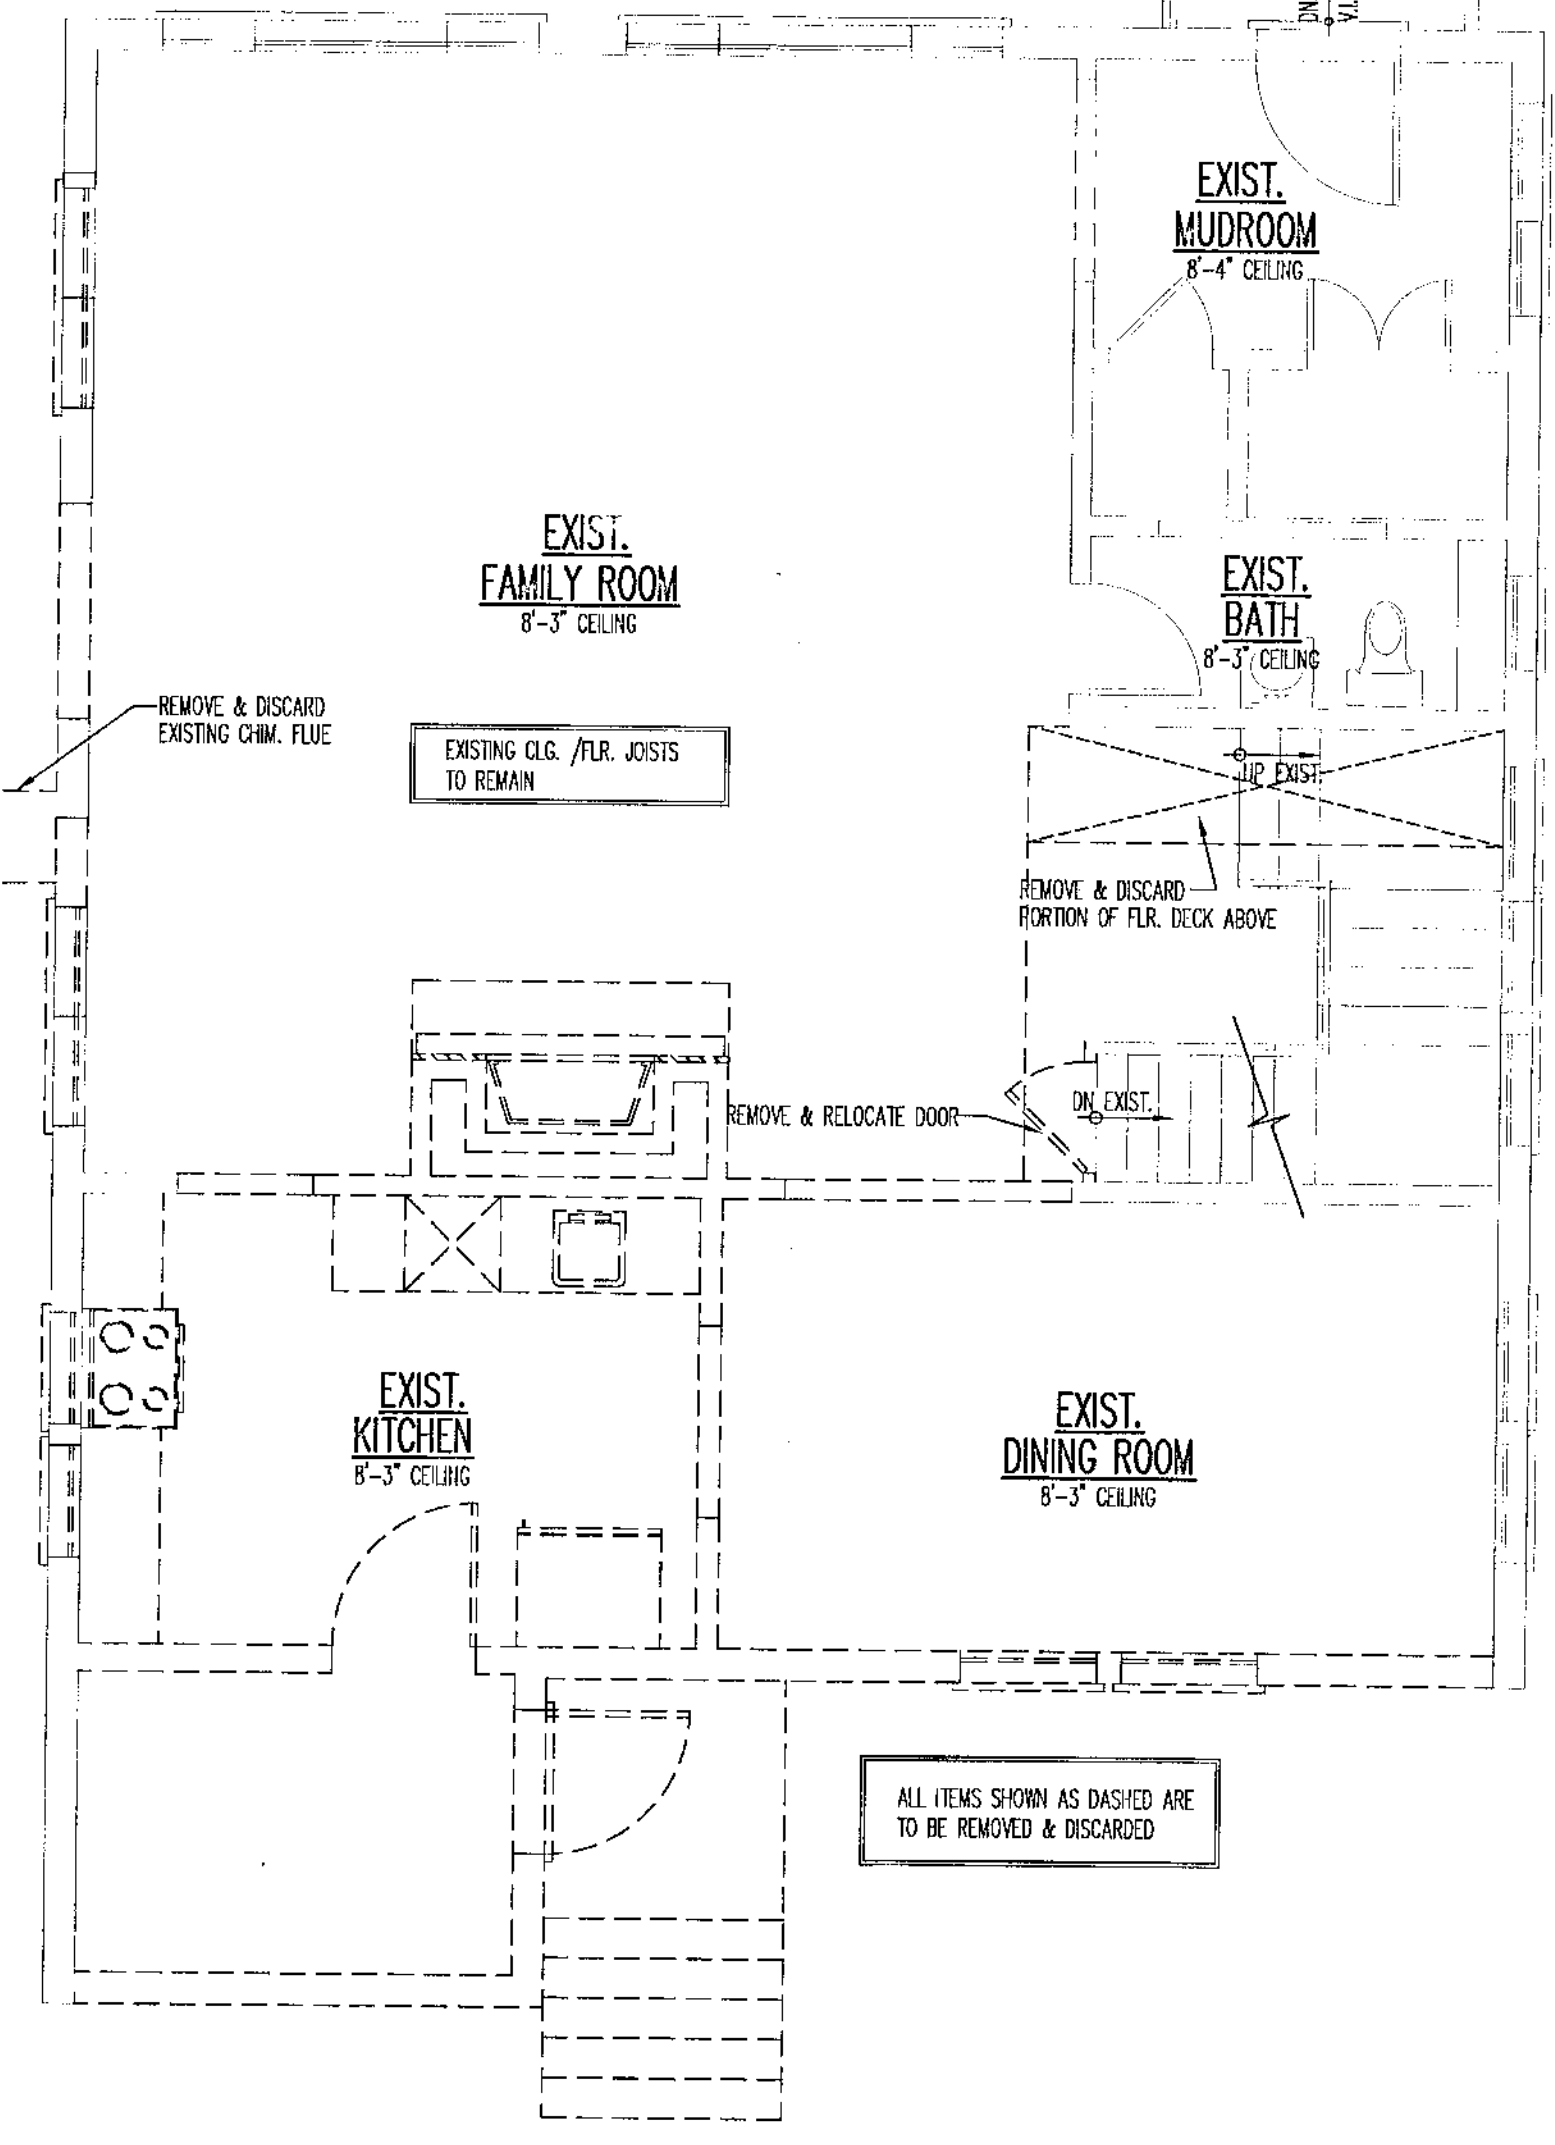 DN
V.I.
EXIST.
MUDROOM
8'-4" CEILING
EXIST.
FAMILY ROOM
8'-3" CEILING
EXIST.
BATH
8'-3" CEILING
REMOVE & DISCARD
EXISTING CHIM. FLUE
EXISTING CLG. /FLR. JOISTS
TO REMAIN
UP EXIST.
REMOVE & DISCARD
PORTION OF FLR. DECK ABOVE
DN EXIST.
REMOVE & RELOCATE DOOR
EXIST.
KITCHEN
8'-3" CEILING
EXIST.
DINING ROOM
8'-3" CEILING
ALL ITEMS SHOWN AS DASHED ARE
TO BE REMOVED & DISCARDED